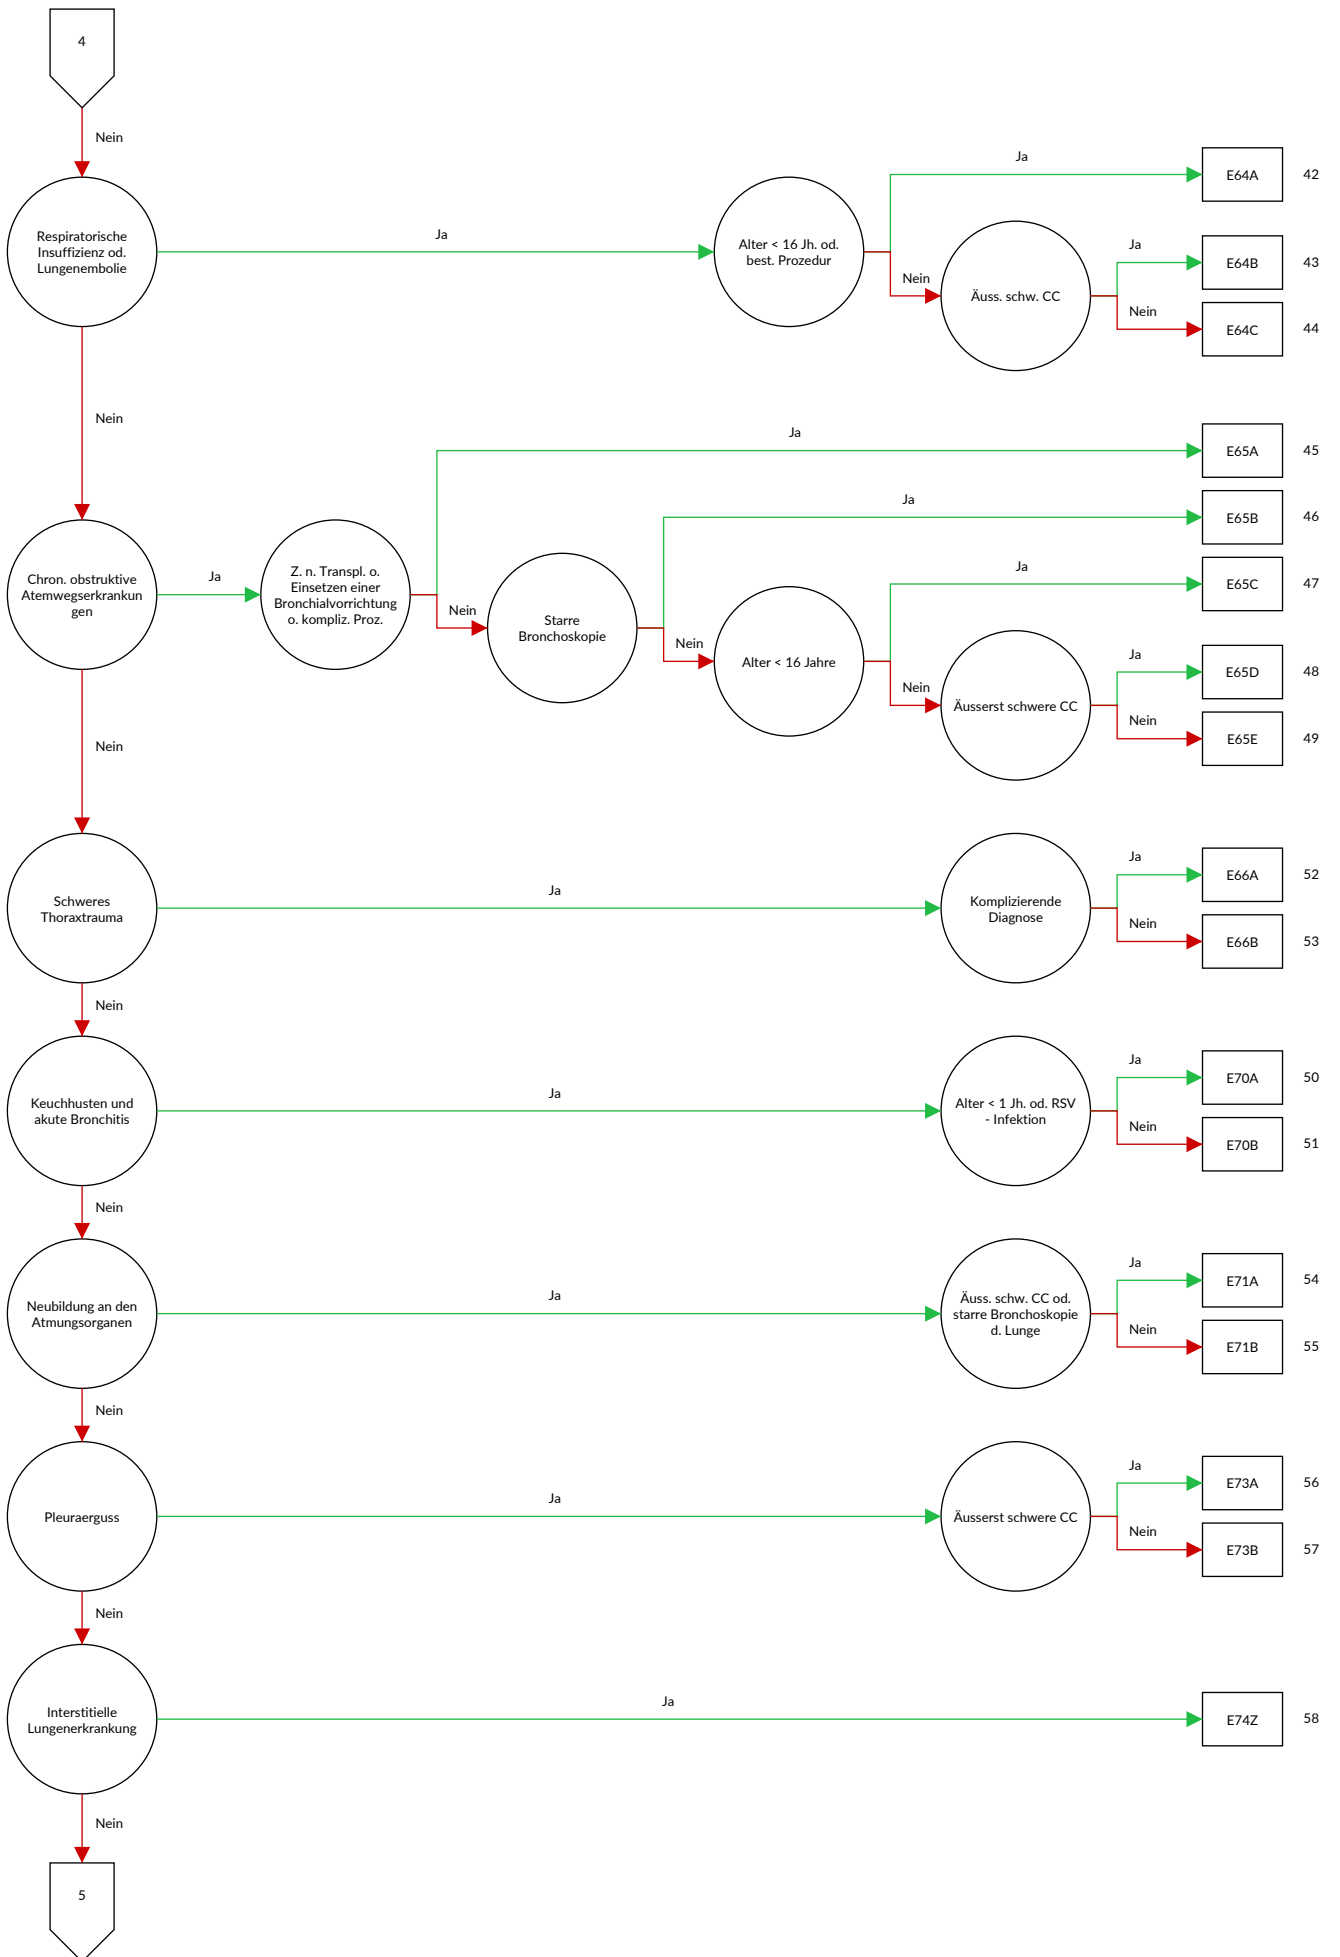 4
Nein
Respiratorische
Insuffizienz od.
Lungenembolie
Ja
Alter < 16 Jh. od.
best. Prozedur
Ja
E64A
42
Nein
Äuss. schw. CC
Ja
E64B
43
Nein
E64C
44
Nein
Chron. obstruktive
Atemwegserkrankun
gen
Ja
Z. n. Transpl. o.
Einsetzen einer
Bronchialvorrichtung
o. kompliz. Proz.
Ja
E65A
45
Nein
Starre
Bronchoskopie
Ja
E65B
46
Nein
Alter < 16 Jahre
Ja
E65C
47
Nein
Äusserst schwere CC
Ja
E65D
48
Nein
E65E
49
Nein
Schweres
Thoraxtrauma
Ja
Komplizierende
Diagnose
Ja
E66A
52
Nein
E66B
53
Nein
Keuchhusten und
akute Bronchitis
Ja
Alter < 1 Jh. od. RSV
- Infektion
Ja
E70A
50
Nein
E70B
51
Nein
Neubildung an den
Atmungsorganen
Ja
Äuss. schw. CC od.
starre Bronchoskopie
d. Lunge
Ja
E71A
54
Nein
E71B
55
Nein
Pleuraerguss
Ja
Äusserst schwere CC
Ja
E73A
56
Nein
E73B
57
Nein
Interstitielle
Lungenerkrankung
Ja
E74Z
58
Nein
5